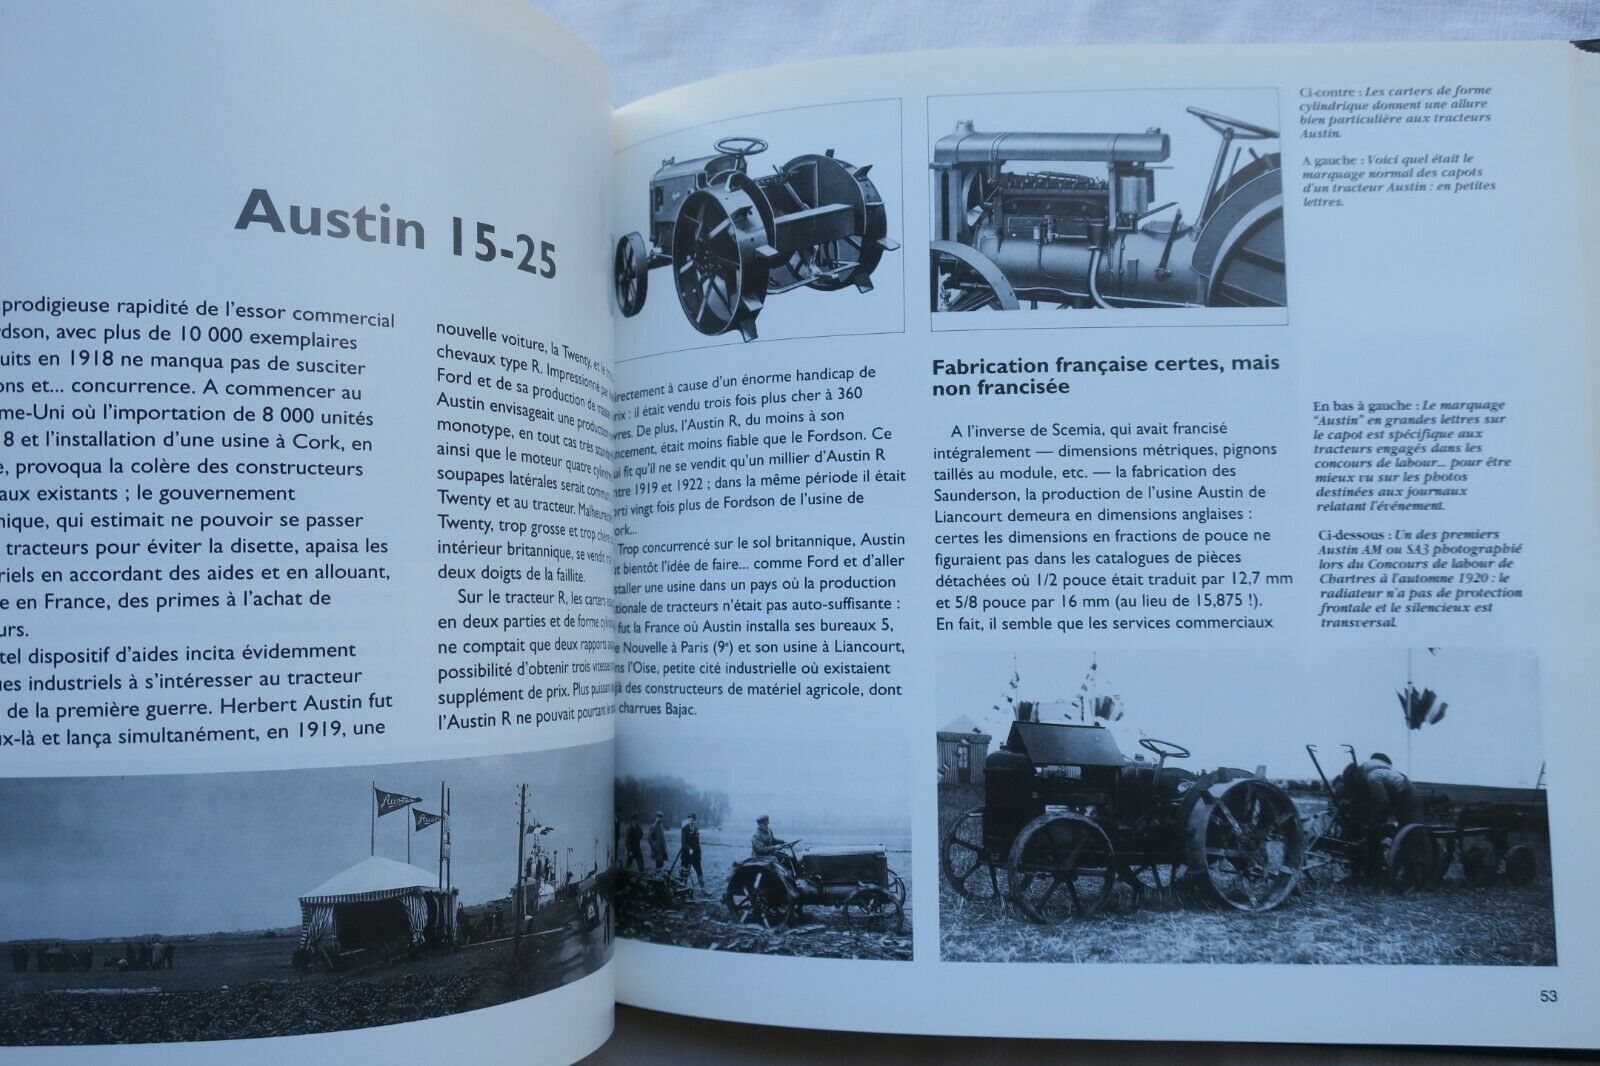 Austin 15-25
prodigieuse rapidité de l'essor commercial
rdson, avec plus de 10 000 exemplaires
uits en 1918 ne manqua pas de susciter
ons et... concurrence. A commencer au
me-Uni où l'importation de 8 000 unités
8 et l'installation d'une usine à Cork, en
e, provoqua la colère des constructeurs
aux existants ; le gouvernement
nique, qui estimait ne pouvoir se passer
tracteurs pour éviter la disette, apaisa les
riels en accordant des aides et en allouant,
e en France, des primes à l'achat de
urs.
tel dispositif d'aides incita évidemment
ues industriels à s'intéresser au tracteur
de la première guerre. Herbert Austin fut
ux-là et lança simultanément, en 1919, une
nouvelle voiture, la Twenty, et le
chevaux type R. Impressionné par
Ford et de sa production de masse,
Austin envisageait une production
monotype, en tout cas très
ainsi que le moteur quatre
soupapes latérales serait
Twenty et au tracteur.
Twenty, trop grosse et trop
intérieur britannique, se vendit
deux doigts de la faillite.
Sur le tracteur R, les carters
en deux parties et de forme
ne comptait que deux rapports
possibilité d'obtenir trois
supplément de prix. Plus
l'Austin R ne pouvait pourtant
irectement à cause d'un énorme handicap de
rix : il était vendu trois fois plus cher à 360
vres. De plus, l'Austin R, du moins à son
ncement, était moins fiable que le Fordson. Ce
ui fit qu'il ne se vendit qu'un millier d'Austin R
ntre 1919 et 1922 ; dans la même période il était
orti vingt fois plus de Fordson de l'usine de
ork...
Trop concurrencé sur le sol britannique, Austin
ut bientôt l'idée de faire... comme Ford et d'aller
staller une usine dans un pays où la production
tionale de tracteurs n'était pas auto-suffisante :
fut la France où Austin installa ses bureaux 5,
e Nouvelle à Paris (9e) et son usine à Liancourt,
ns l'Oise, petite cité industrielle où existaient
jà des constructeurs de matériel agricole, dont
charrues Bajac.
Fabrication française certes, mais
non francisée
A l'inverse de Scemia, qui avait francisé
intégralement — dimensions métriques, pignons
taillés au module, etc. — la fabrication des
Saunderson, la production de l'usine Austin de
Liancourt demeura en dimensions anglaises :
certes les dimensions en fractions de pouce ne
figuraient pas dans les catalogues de pièces
détachées où 1/2 pouce était traduit par 12,7 mm
et 5/8 pouce par 16 mm (au lieu de 15,875 !).
En fait, il semble que les services commerciaux
Ci-contre : Les carters de forme
cylindrique donnent une allure
bien particulière aux tracteurs
Austin.
A gauche : Voici quel était le
marquage normal des capots
d'un tracteur Austin : en petites
lettres.
En bas à gauche : Le marquage
"Austin" en grandes lettres sur
le capot est spécifique aux
tracteurs engagés dans les
concours de labour... pour être
mieux vu sur les photos
destinées aux journaux
relatant l'événement.
Ci-dessous : Un des premiers
Austin AM ou SA3 photographié
lors du Concours de labour de
Chartres à l'automne 1920 : le
radiateur n'a pas de protection
frontale et le silencieux est
transversal.
Austin
Austin
53